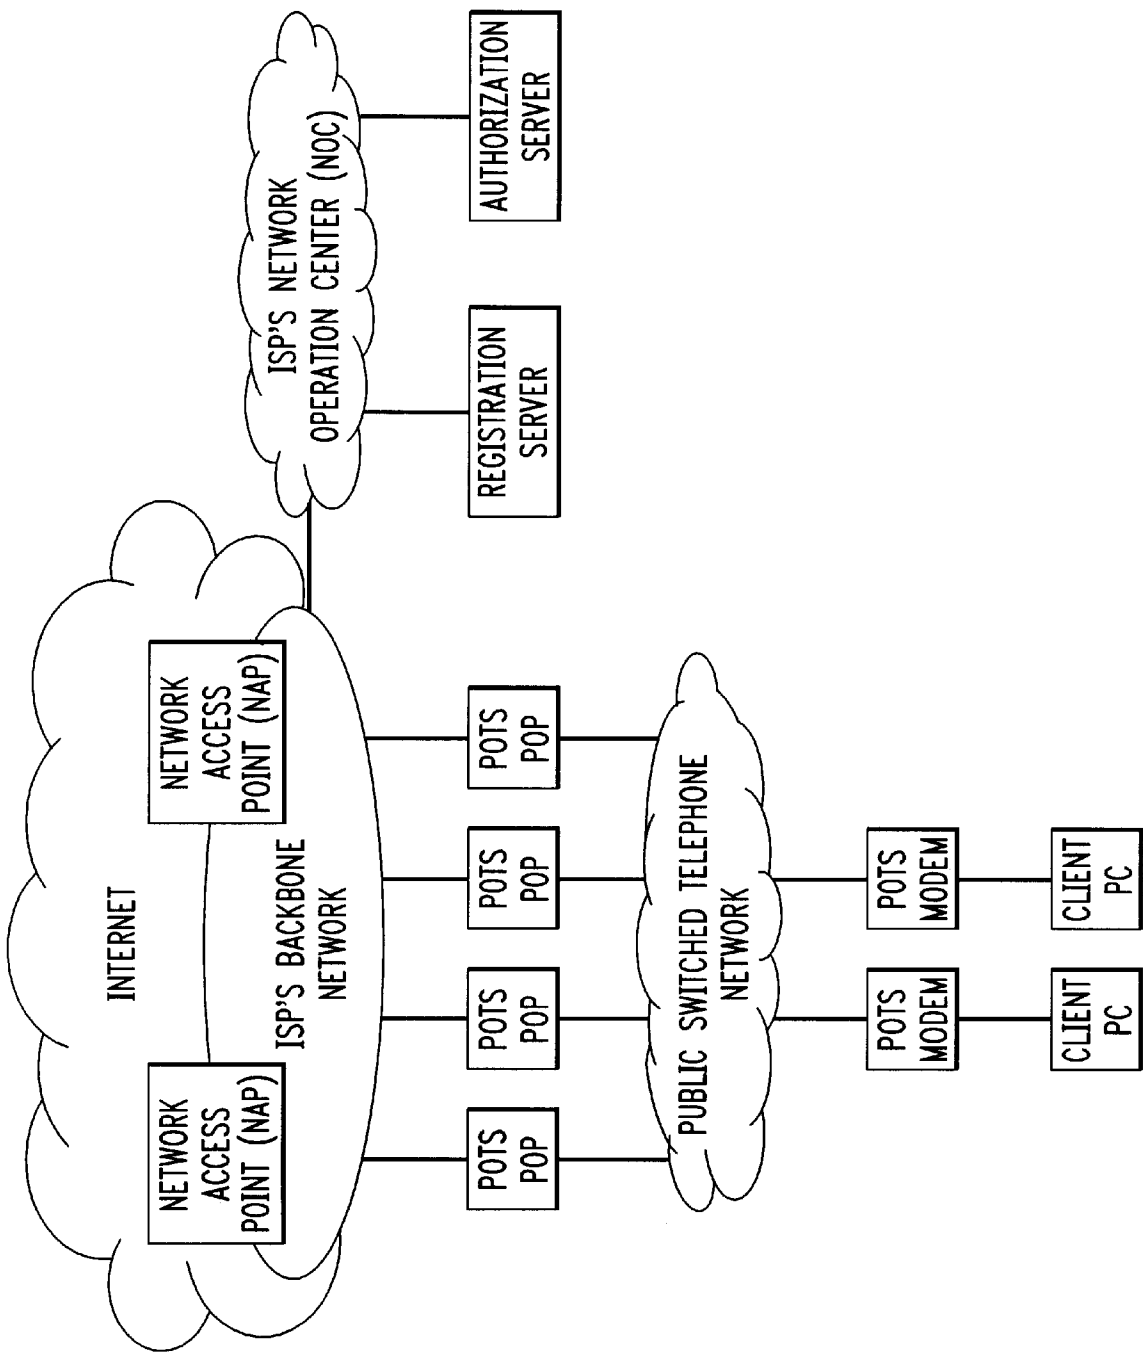 INTERNET
NETWORK
ACCESS
POINT (NAP)
NETWORK
ACCESS
POINT (NAP)
ISP'S BACKBONE
NETWORK
ISP'S NETWORK
OPERATION CENTER (NOC)
POTS
POP
POTS
POP
POTS
POP
POTS
POP
REGISTRATION
SERVER
AUTHORIZATION
SERVER
PUBLIC SWITCHED TELEPHONE
NETWORK
POTS
MODEM
POTS
MODEM
CLIENT
PC
CLIENT
PC